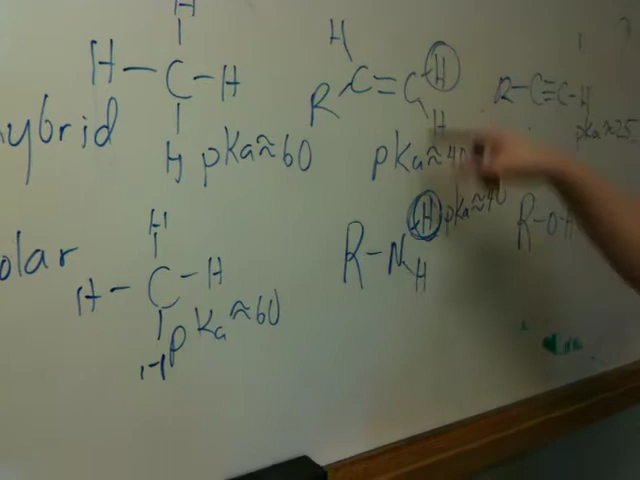 H
H–C–H
H
ybrid
pKa≈60
H
R C=C H
H
pKa≈40
R–C≡C–H
pKa≈25
H
olar
H–C–H
H
pKa≈60
R–N H
H
pKa≈40
R–O–H